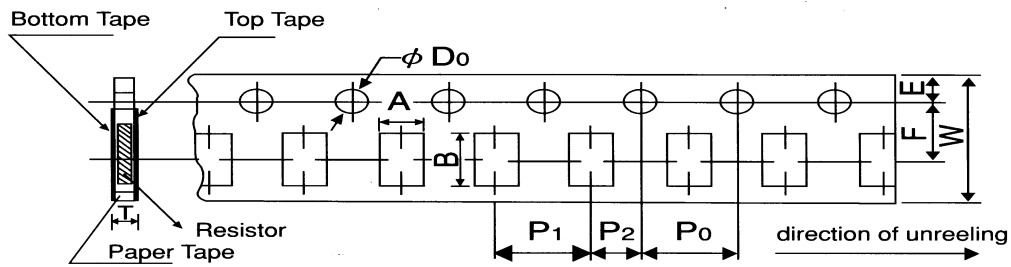 Bottom Tape
Top Tape
ϕ D₀
A
B
E
F
W
T
Resistor
Paper Tape
P₁
P₂
P₀
direction of unreeling